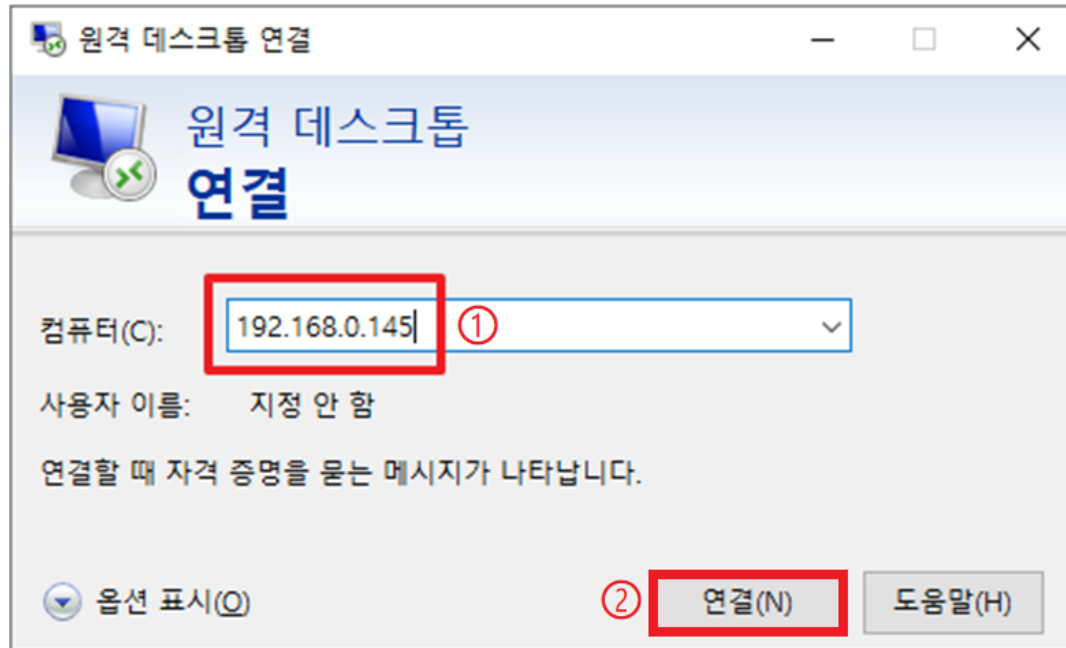 원격 데스크톱 연결
원격 데스크톱
연결
컴퓨터(C): 192.168.0.145 ①
사용자 이름: 지정 안 함
연결할 때 자격 증명을 묻는 메시지가 나타납니다.
옵션 표시(O) ② 연결(N) 도움말(H)